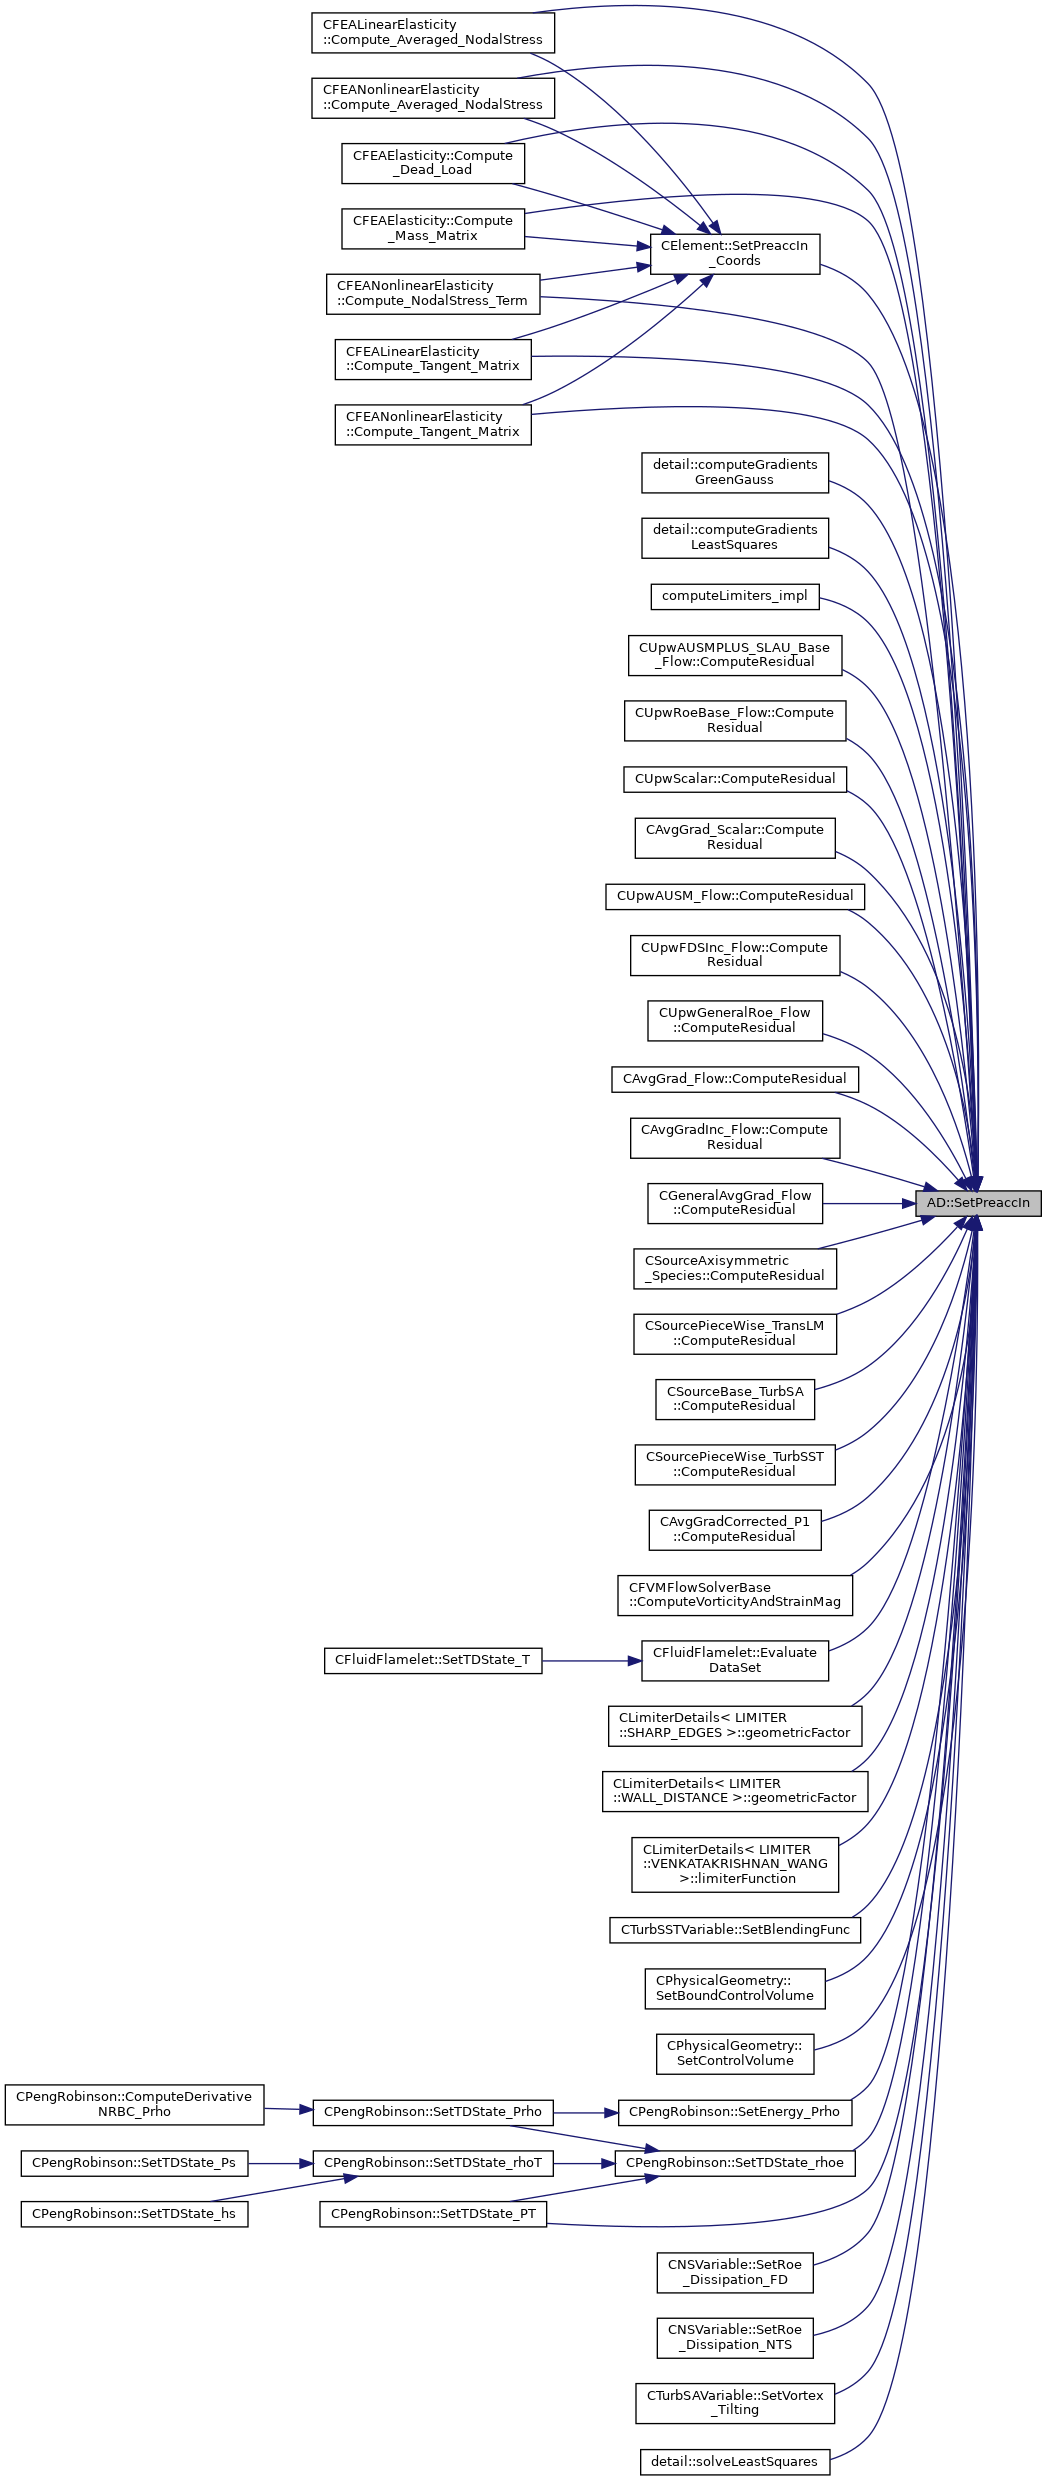 CFEALinearElasticity
::Compute_Averaged_NodalStress
CFEANonlinearElasticity
::Compute_Averaged_NodalStress
CFEAElasticity::Compute
_Dead_Load
CFEAElasticity::Compute
_Mass_Matrix
CElement::SetPreaccIn
_Coords
CFEANonlinearElasticity
::Compute_NodalStress_Term
CFEALinearElasticity
::Compute_Tangent_Matrix
CFEANonlinearElasticity
::Compute_Tangent_Matrix
detail::computeGradients
GreenGauss
detail::computeGradients
LeastSquares
computeLimiters_impl
CUpwAUSMPLUS_SLAU_Base
_Flow::ComputeResidual
CUpwRoeBase_Flow::Compute
Residual
CUpwScalar::ComputeResidual
CAvgGrad_Scalar::Compute
Residual
CUpwAUSM_Flow::ComputeResidual
CUpwFDSInc_Flow::Compute
Residual
CUpwGeneralRoe_Flow
::ComputeResidual
CAvgGrad_Flow::ComputeResidual
CAvgGradInc_Flow::Compute
Residual
AD::SetPreaccIn
CGeneralAvgGrad_Flow
::ComputeResidual
CSourceAxisymmetric
_Species::ComputeResidual
CSourcePieceWise_TransLM
::ComputeResidual
CSourceBase_TurbSA
::ComputeResidual
CSourcePieceWise_TurbSST
::ComputeResidual
CAvgGradCorrected_P1
::ComputeResidual
CFVMFlowSolverBase
::ComputeVorticityAndStrainMag
CFluidFlamelet::SetTDState_T
CFluidFlamelet::Evaluate
DataSet
CLimiterDetails< LIMITER
::SHARP_EDGES >::geometricFactor
CLimiterDetails< LIMITER
::WALL_DISTANCE >::geometricFactor
CLimiterDetails< LIMITER
::VENKATAKRISHNAN_WANG
>::limiterFunction
CTurbSSTVariable::SetBlendingFunc
CPhysicalGeometry::
SetBoundControlVolume
CPhysicalGeometry::
SetControlVolume
CPengRobinson::ComputeDerivative
NRBC_Prho
CPengRobinson::SetTDState_Prho
CPengRobinson::SetEnergy_Prho
CPengRobinson::SetTDState_Ps
CPengRobinson::SetTDState_rhoT
CPengRobinson::SetTDState_rhoe
CPengRobinson::SetTDState_hs
CPengRobinson::SetTDState_PT
CNSVariable::SetRoe
_Dissipation_FD
CNSVariable::SetRoe
_Dissipation_NTS
CTurbSAVariable::SetVortex
_Tilting
detail::solveLeastSquares